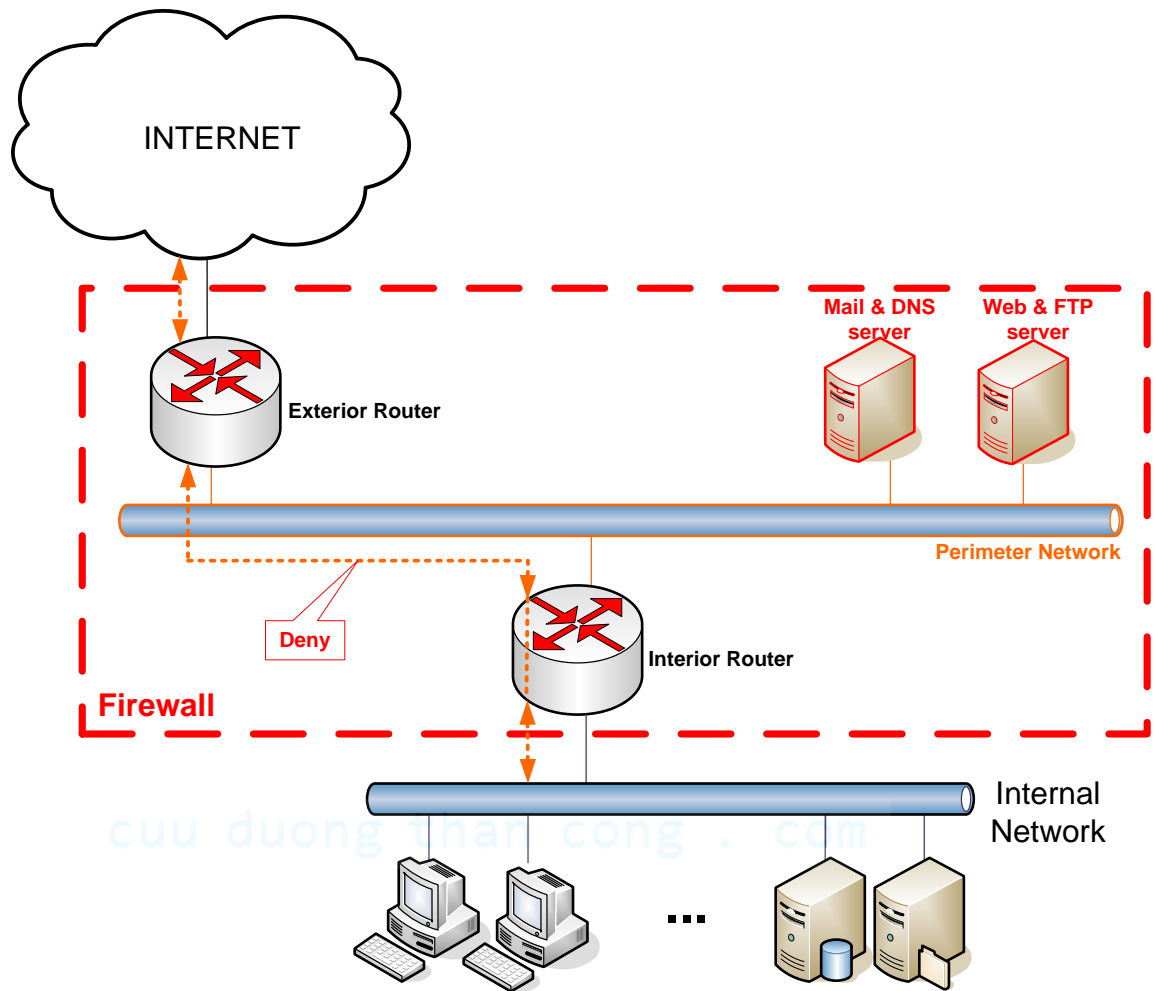 INTERNET
Mail & DNS
server
Web & FTP
server
Exterior Router
Perimeter Network
Deny
Interior Router
Firewall
Internal
Network
cuu duong than cong . com
...